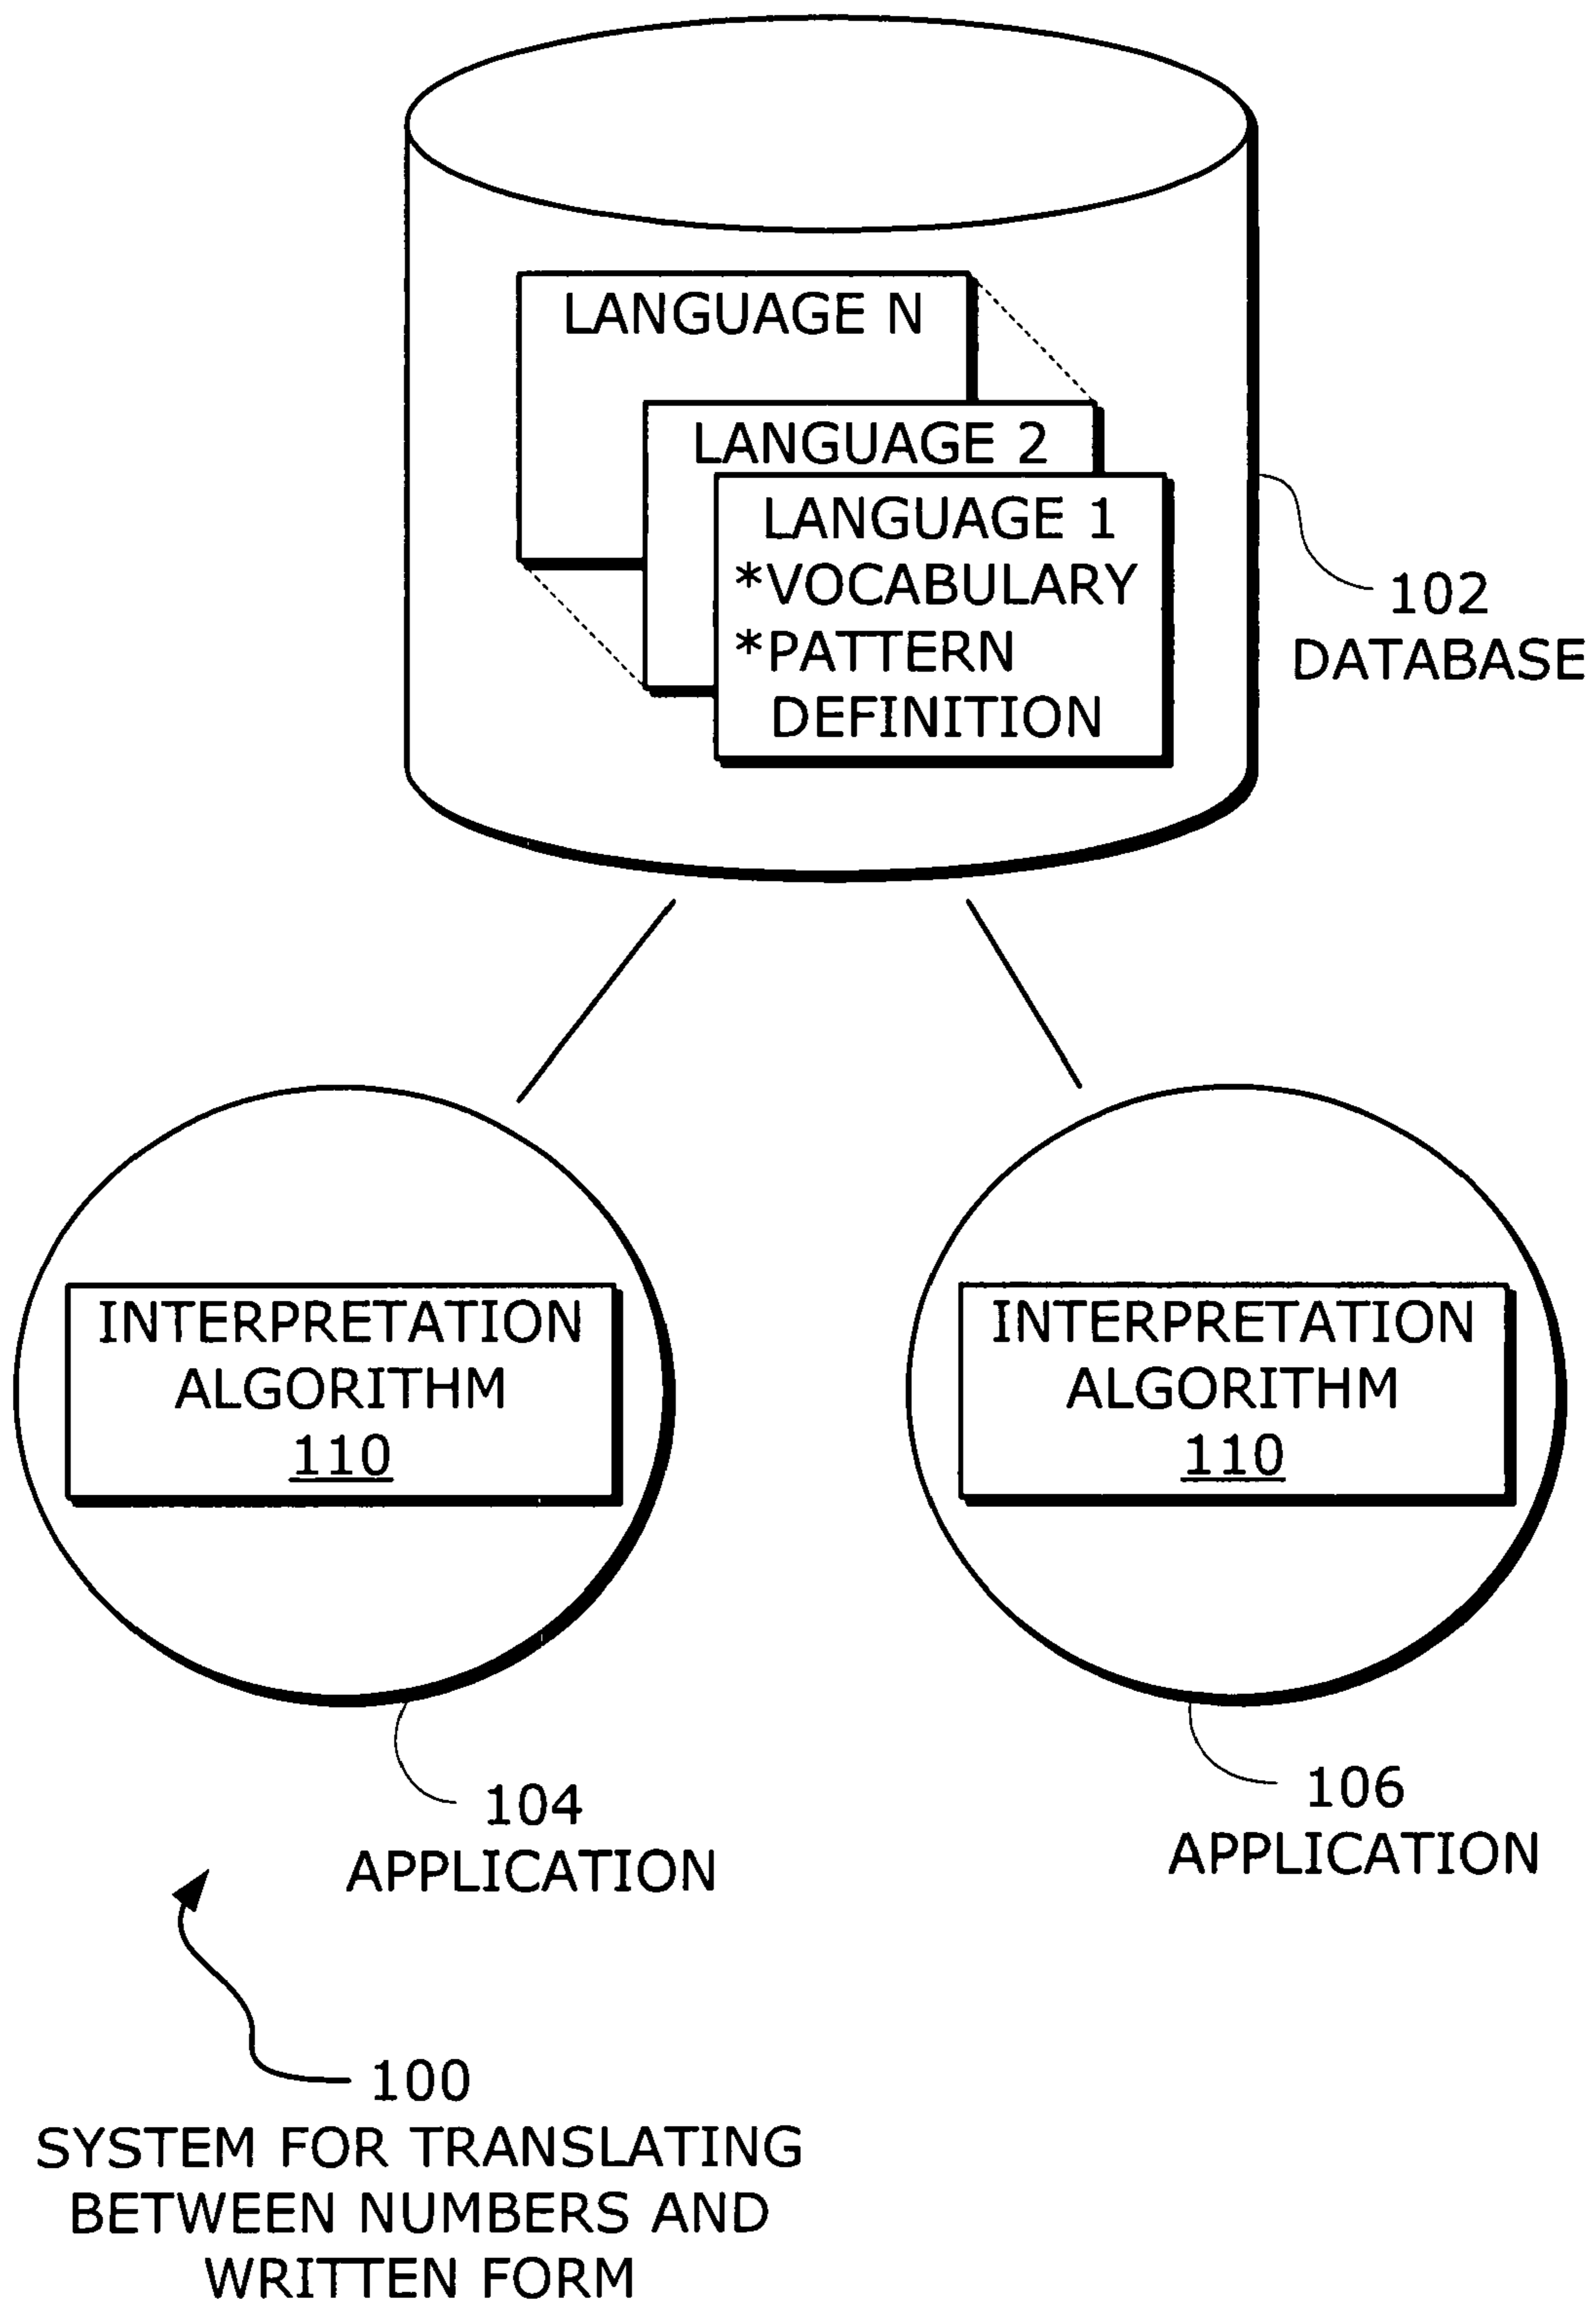 LANGUAGE N
LANGUAGE 2
LANGUAGE 1
*VOCABULARY
*PATTERN
DEFINITION
102
DATABASE
INTERPRETATION
ALGORITHM
110
INTERPRETATION
ALGORITHM
110
104
APPLICATION
106
APPLICATION
100
SYSTEM FOR TRANSLATING
BETWEEN NUMBERS AND
WRITTEN FORM